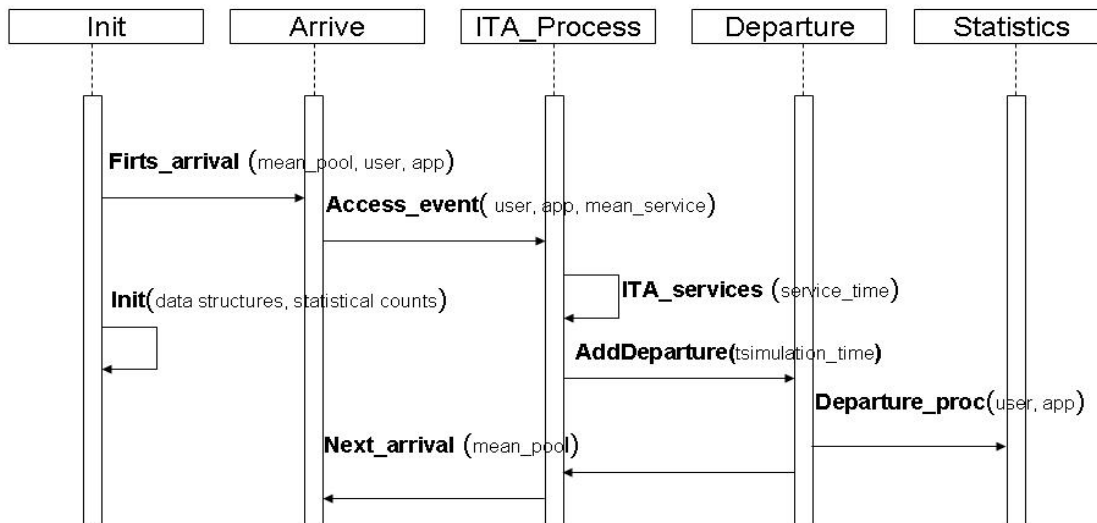 Init
Arrive
ITA_Process
Departure
Statistics
Firts_arrival (mean_pool, user, app)
Access_event( user, app, mean_service)
Init(data structures, statistical counts)
ITA_services (service_time)
AddDeparture(tsimulation_time)
Departure_proc(user, app)
Next_arrival (mean_pool)